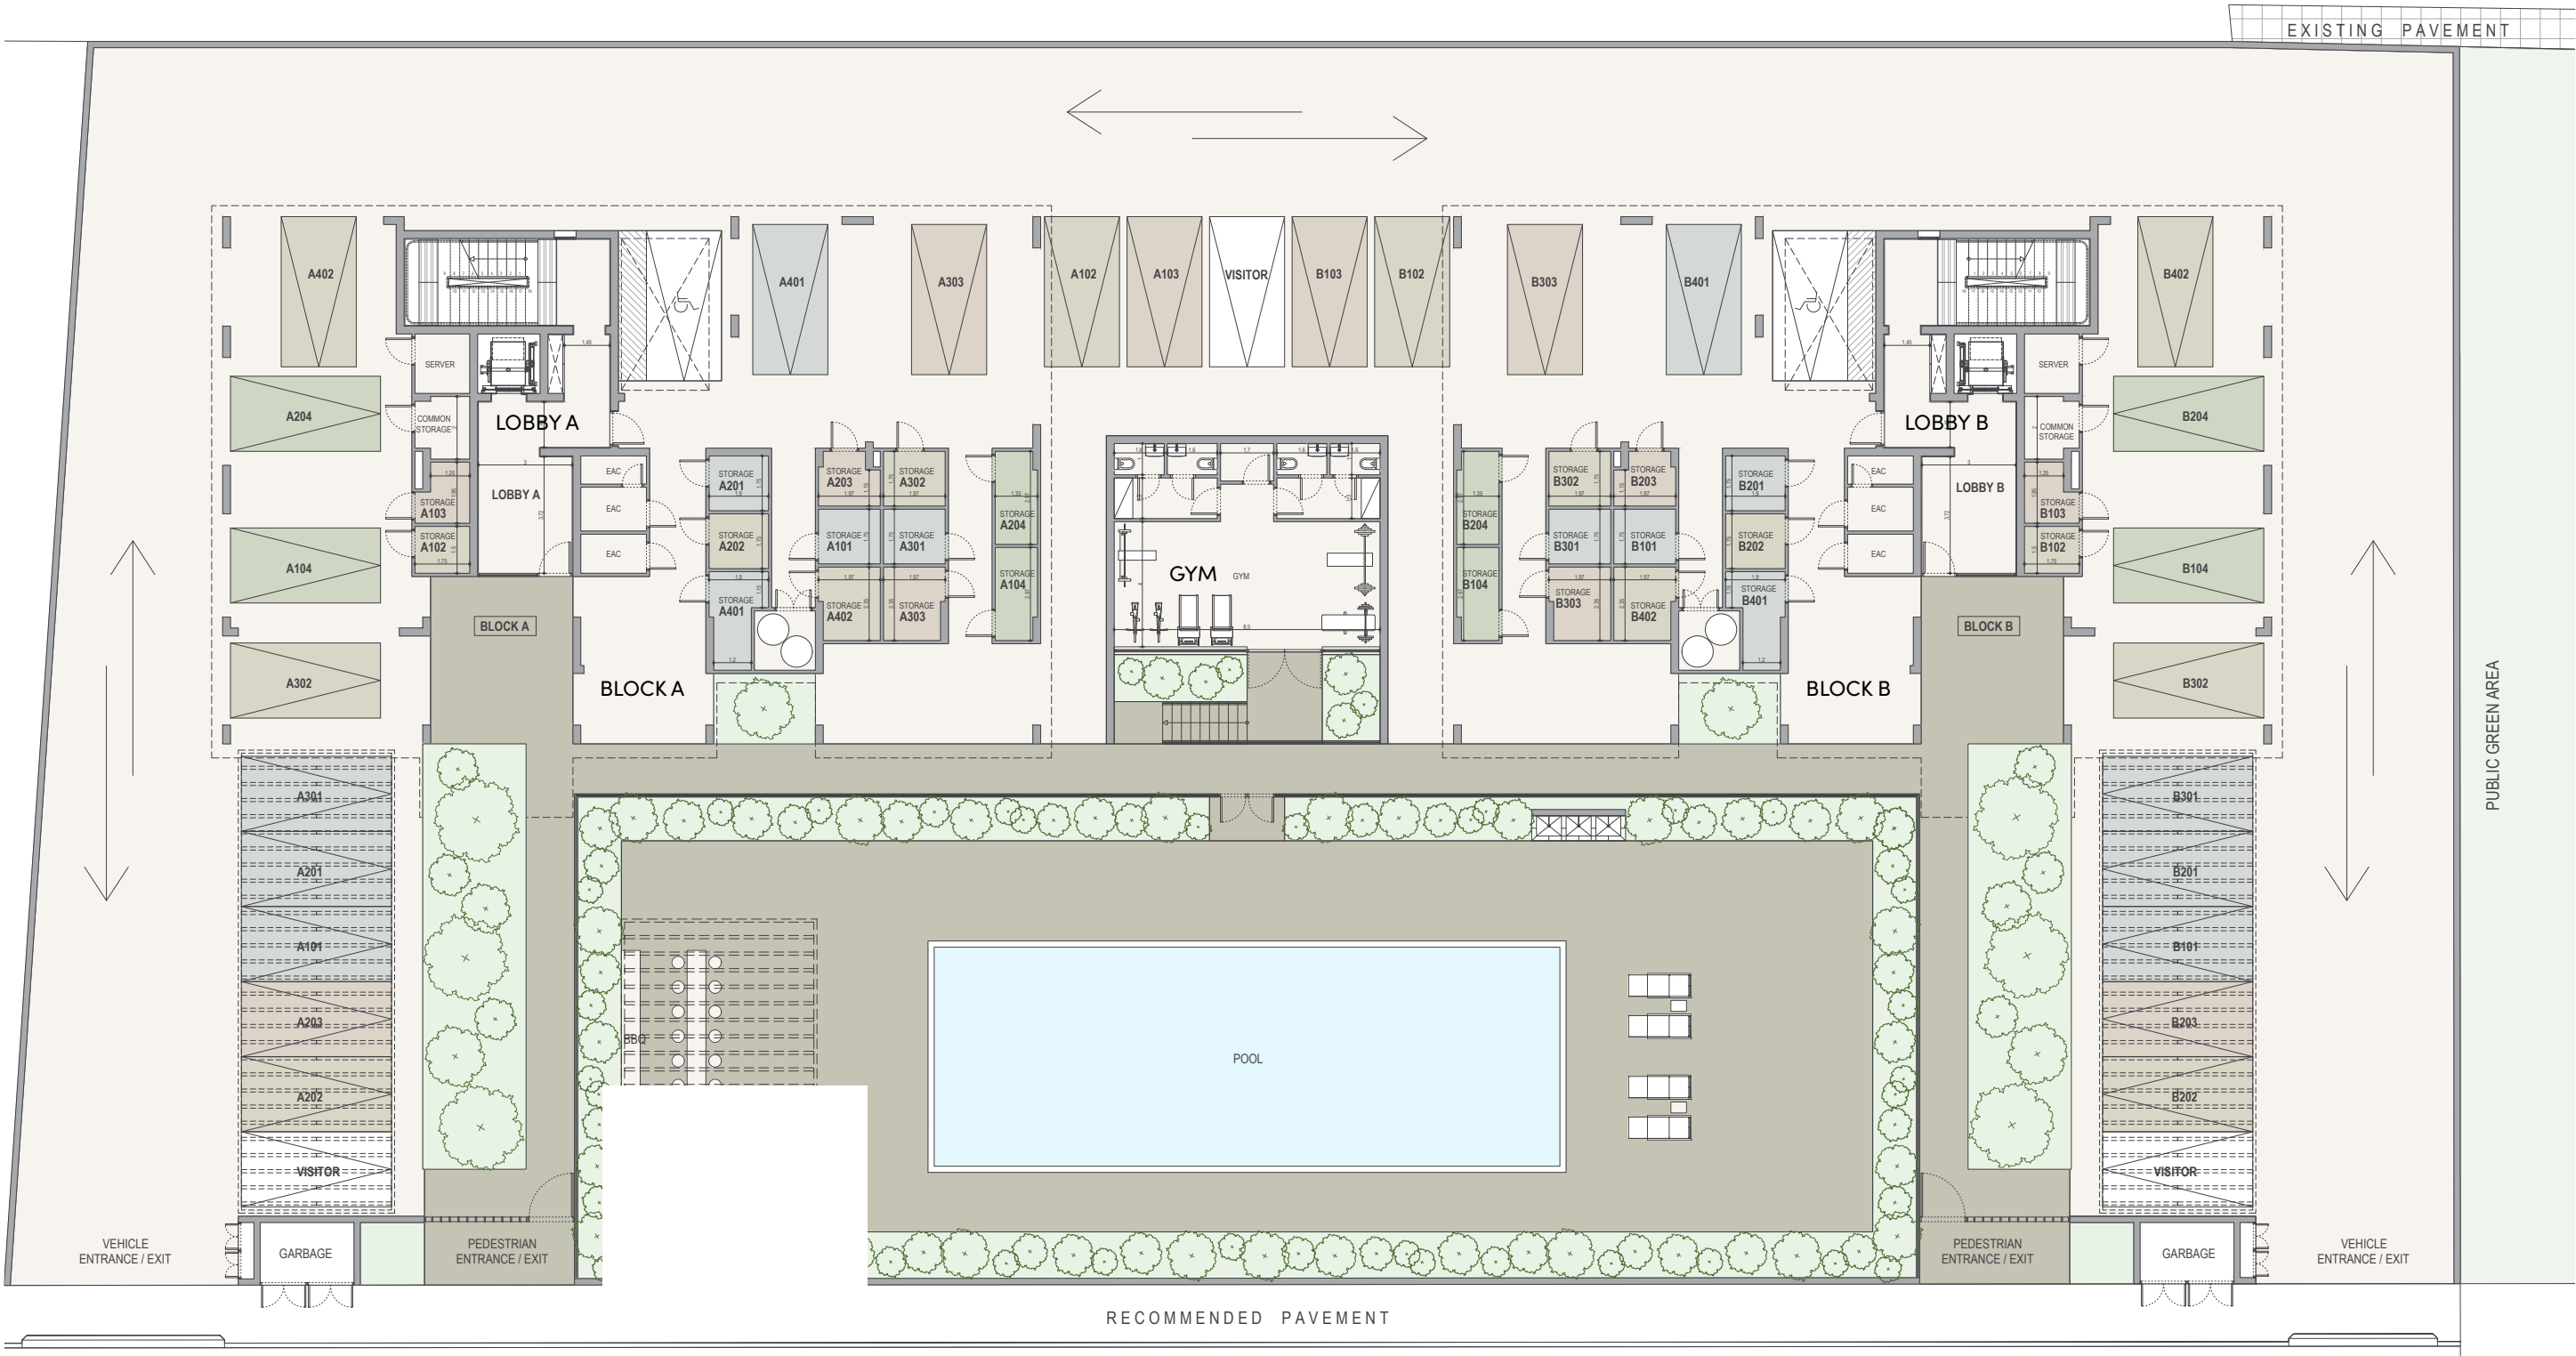 EXISTING PAVEMENT
A402
A401
A303
A102
A103
VISITOR
B103
B102
B303
B401
B402
1.45
1.45
SERVER
SERVER
A204
COMMON
STORAGE
LOBBY A
LOBBY B
COMMON
STORAGE
B204
EAC
STORAGE
A201
STORAGE
A203
STORAGE
A302
STORAGE
B302
STORAGE
B203
STORAGE
B201
EAC
LOBBY A
LOBBY B
STORAGE
A103
EAC
STORAGE
A204
STORAGE
B204
EAC
STORAGE
B103
STORAGE
A102
EAC
STORAGE
A202
STORAGE
A101
STORAGE
A301
STORAGE
B301
STORAGE
B101
STORAGE
B202
EAC
STORAGE
B102
A104
B104
GYM
GYM
STORAGE
A104
STORAGE
B104
STORAGE
A401
STORAGE
A402
STORAGE
A303
STORAGE
B303
STORAGE
B402
STORAGE
B401
BLOCK A
BLOCK B
A302
BLOCK A
BLOCK B
B302
PUBLIC GREEN AREA
A301
B301
A201
B201
A101
B101
A203
B203
BBQ
POOL
A202
B202
VISITOR
VISITOR
VEHICLE
ENTRANCE / EXIT
GARBAGE
PEDESTRIAN
ENTRANCE / EXIT
PEDESTRIAN
ENTRANCE / EXIT
GARBAGE
VEHICLE
ENTRANCE / EXIT
RECOMMENDED PAVEMENT